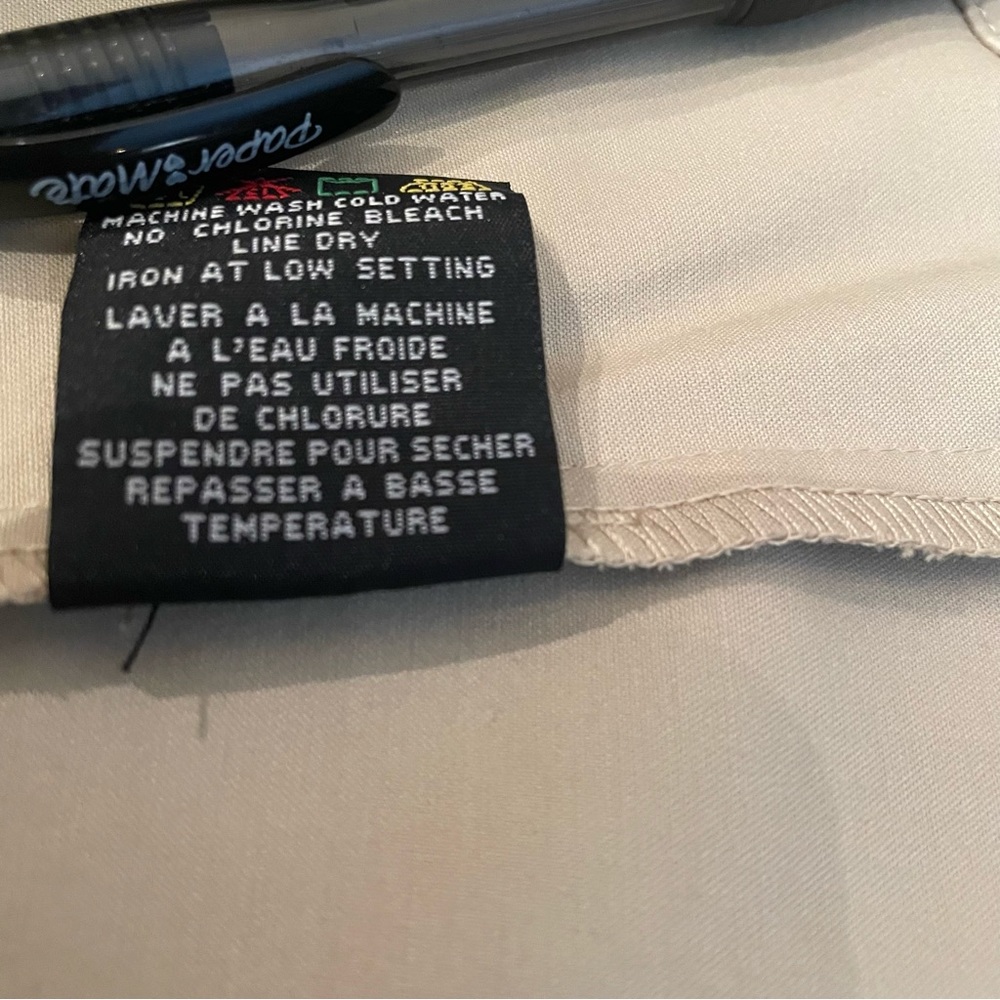 Paper Mate
MACHINE WASH COLD WATER
NO CHLORINE BLEACH
LINE DRY
IRON AT LOW SETTING
LAVER A LA MACHINE
A L'EAU FROIDE
NE PAS UTILISER
DE CHLORURE
SUSPENDRE POUR SECHER
REPASSER A BASSE
TEMPERATURE